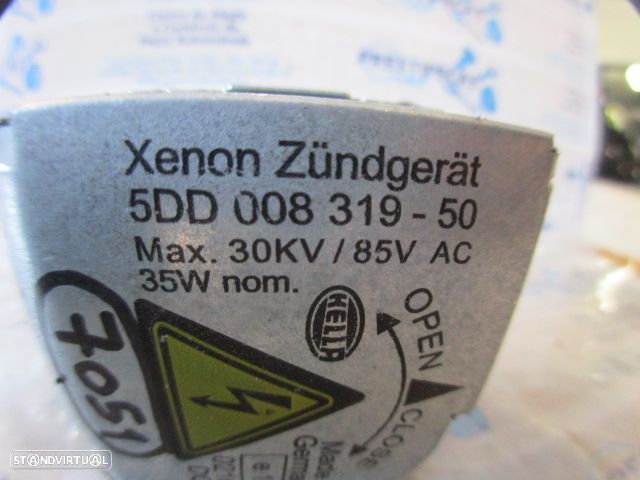 Xenon Zündgerät
5DD 008 319 - 50
Max. 30KV / 85V AC
35W nom.
HELLA
OPEN
CLOSE
7051
STANDVIRTUAL